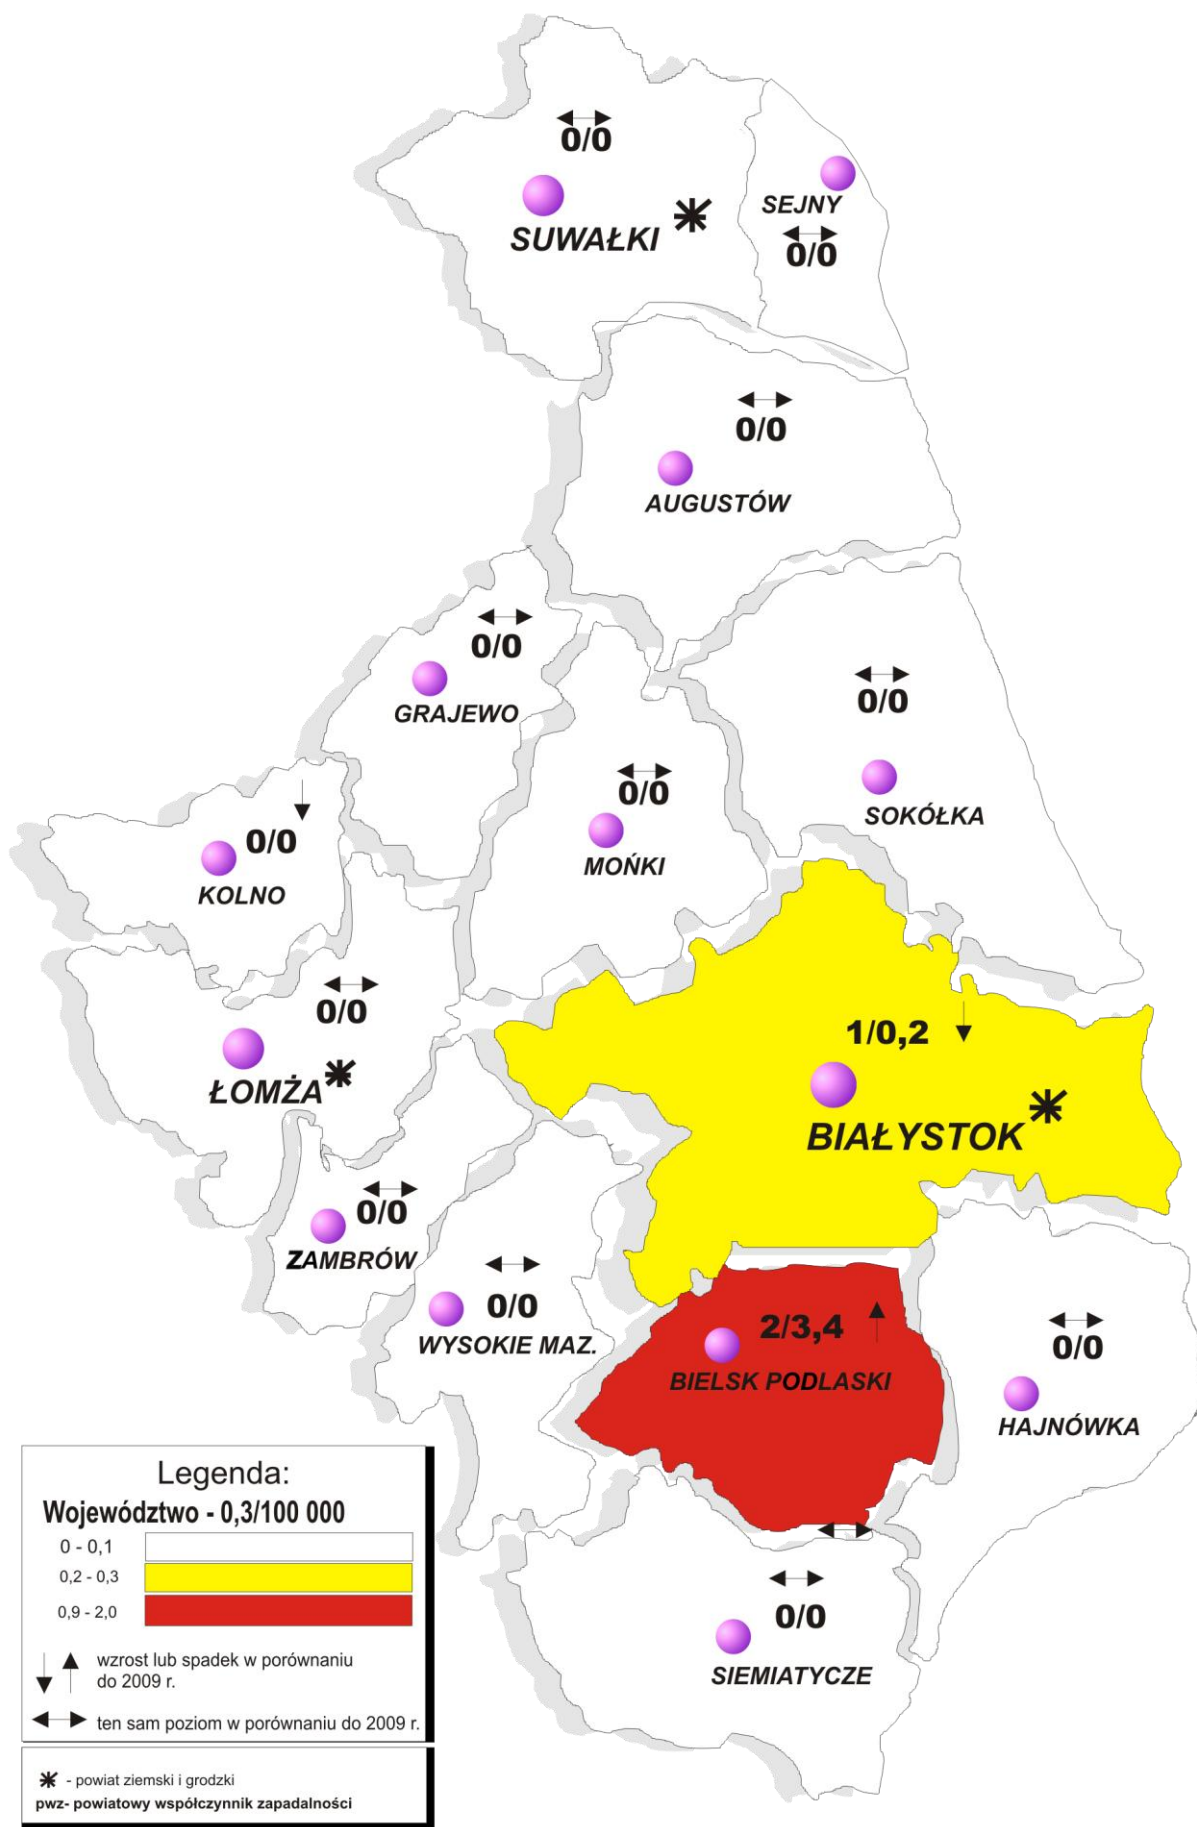 0/0
SUWAŁKI
SEJNY
0/0
0/0
AUGUSTÓW
0/0
GRAJEWO
0/0
SOKÓŁKA
0/0
MOŃKI
0/0
KOLNO
0/0
ŁOMŻA
1/0,2
BIAŁYSTOK
0/0
ZAMBRÓW
0/0
WYSOKIE MAZ.
2/3,4
BIELSK PODLASKI
0/0
HAJNÓWKA
0/0
SIEMIATYCZE
Legenda:
Województwo - 0,3/100 000
0 - 0,1
0,2 - 0,3
0,9 - 2,0
wzrost lub spadek w porównaniu
do 2009 r.
ten sam poziom w porównaniu do 2009 r.
- powiat ziemski i grodzki
pwz- powiatowy współczynnik zapadalności